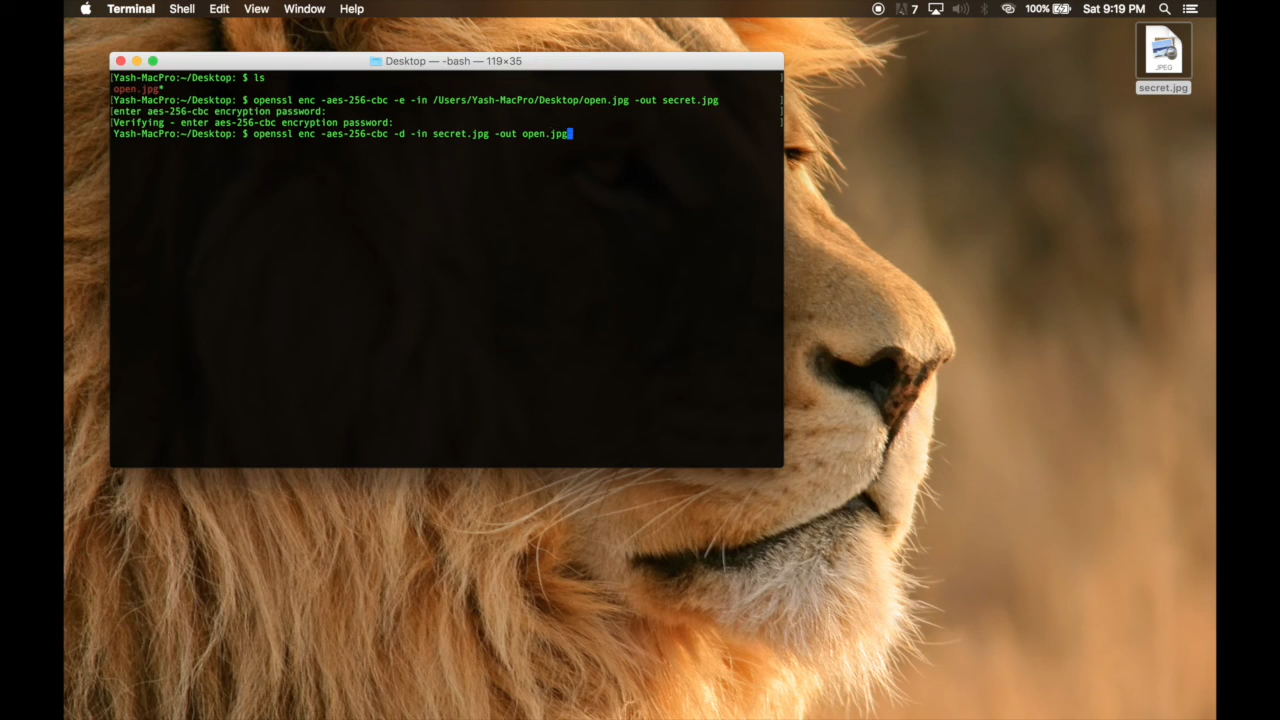 Terminal Shell Edit View Window Help 7 100% Sat 9:19 PM
Desktop — -bash — 119×35
[Yash-MacPro:~/Desktop: $ ls ]
open.jpg*
[Yash-MacPro:~/Desktop: $ openssl enc -aes-256-cbc -e -in /Users/Yash-MacPro/Desktop/open.jpg -out secret.jpg ]
[enter aes-256-cbc encryption password: ]
[Verifying - enter aes-256-cbc encryption password: ]
Yash-MacPro:~/Desktop: $ openssl enc -aes-256-cbc -d -in secret.jpg -out open.jpg
JPEG
secret.jpg